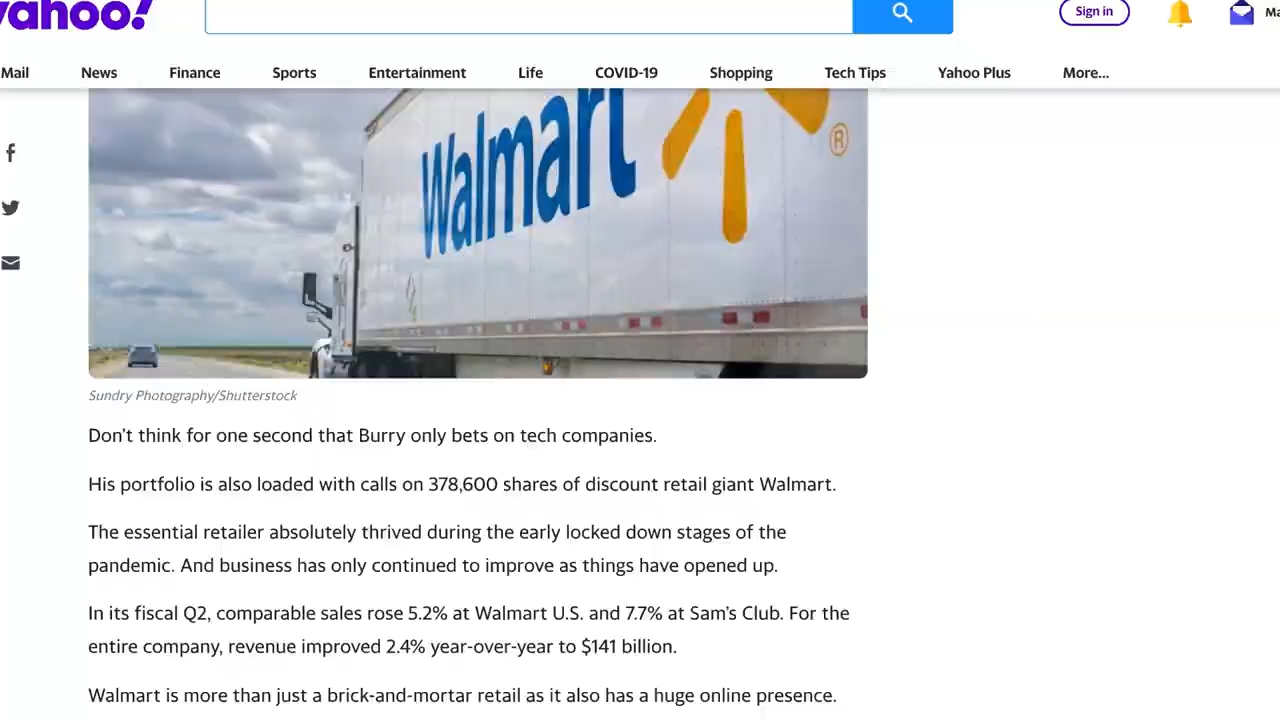 yahoo!
Sign in
Mail News Finance Sports Entertainment Life COVID-19 Shopping Tech Tips Yahoo Plus More...
Walmart ®
Sundry Photography/Shutterstock
Don't think for one second that Burry only bets on tech companies.
His portfolio is also loaded with calls on 378,600 shares of discount retail giant Walmart.
The essential retailer absolutely thrived during the early locked down stages of the
pandemic. And business has only continued to improve as things have opened up.
In its fiscal Q2, comparable sales rose 5.2% at Walmart U.S. and 7.7% at Sam's Club. For the
entire company, revenue improved 2.4% year-over-year to $141 billion.
Walmart is more than just a brick-and-mortar retail as it also has a huge online presence.